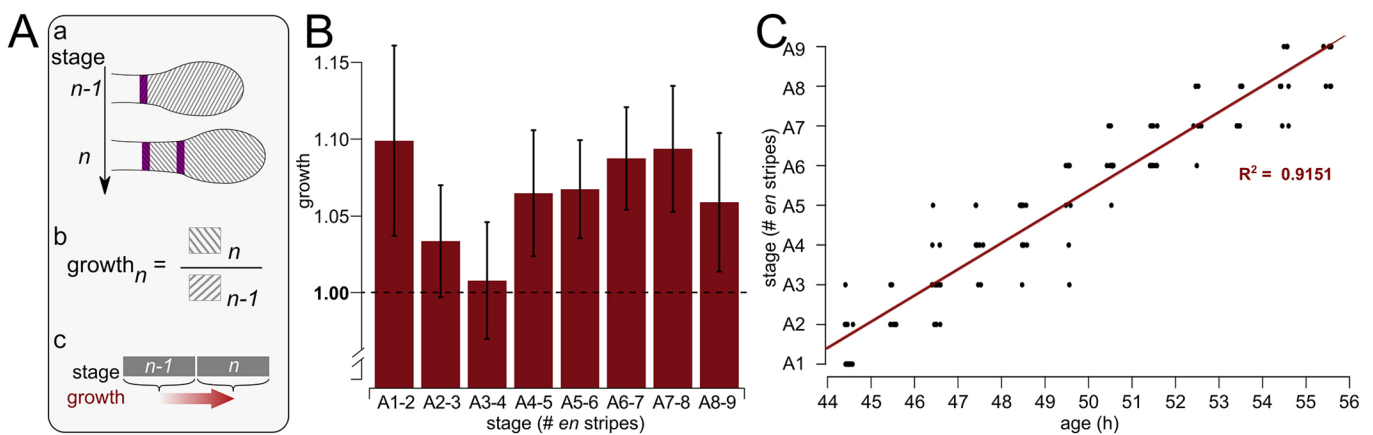 A
a
stage
n-1
n
b
growth n = n
n-1
c
stage n-1 n
growth
B
growth
1.15
1.10
1.05
1.00
A1-2 A2-3 A3-4 A4-5 A5-6 A6-7 A7-8 A8-9
stage (# en stripes)
C
stage (# en stripes)
A9
A8
A7
A6
A5
A4
A3
A2
A1
R² = 0.9151
44 45 46 47 48 49 50 51 52 53 54 55 56
age (h)